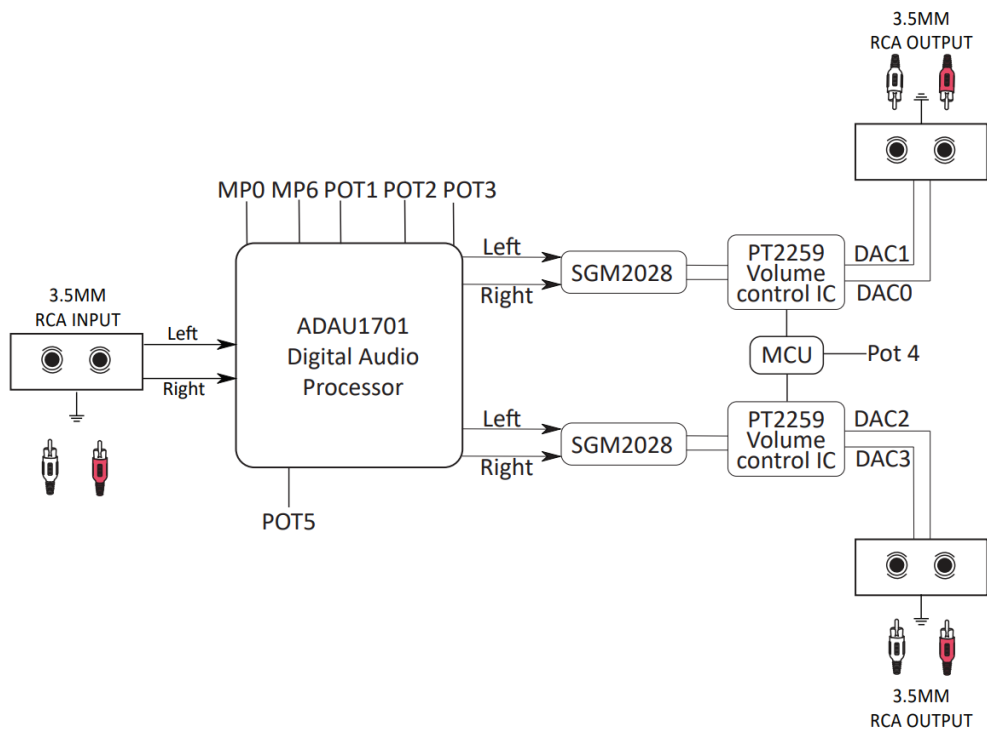 3.5MM
RCA OUTPUT
MP0 MP6 POT1 POT2 POT3
Left
Right
SGM2028
PT2259
Volume
control IC
DAC1
DAC0
3.5MM
RCA INPUT
Left
Right
ADAU1701
Digital Audio
Processor
MCU
Pot 4
Left
Right
SGM2028
PT2259
Volume
control IC
DAC2
DAC3
POT5
3.5MM
RCA OUTPUT